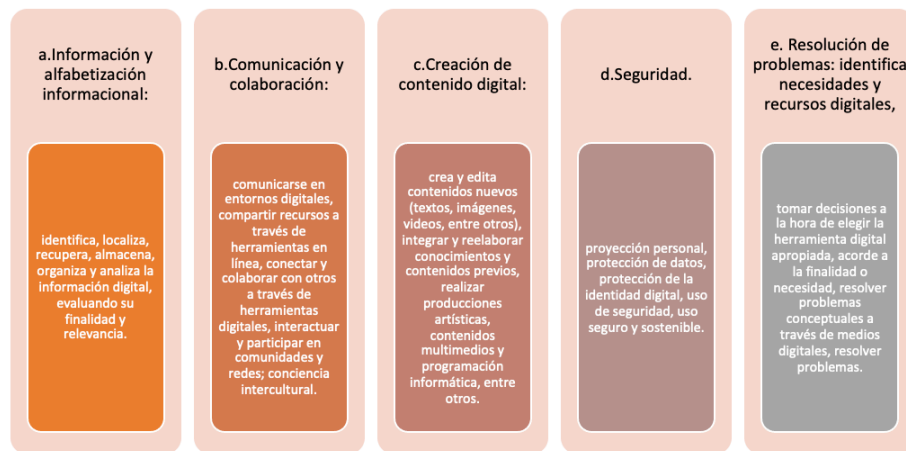 a.Información y
alfabetización
informacional:
identifica, localiza,
recupera, almacena,
organiza y analiza la
información digital,
evaluando su
finalidad y
relevancia.
b.Comunicación y
colaboración:
comunicarse en
entornos digitales,
compartir recursos a
través de
herramientas en
línea, conectar y
colaborar con otros
a través de
herramientas
digitales, interactuar
y participar en
comunidades y
redes; conciencia
intercultural.
c.Creación de
contenido digital:
crea y edita
contenidos nuevos
(textos, imágenes,
videos, entre otros),
integrar y reelaborar
conocimientos y
contenidos previos,
realizar
producciones
artísticas,
contenidos
multimedios y
programación
informática, entre
otros.
d.Seguridad.
proyección personal,
protección de datos,
protección de la
identidad digital, uso
de seguridad, uso
seguro y sostenible.
e. Resolución de
problemas: identifica
necesidades y
recursos digitales,
tomar decisiones a
la hora de elegir la
herramienta digital
apropiada, acorde a
la finalidad o
necesidad, resolver
problemas
conceptuales a
través de medios
digitales, resolver
problemas.